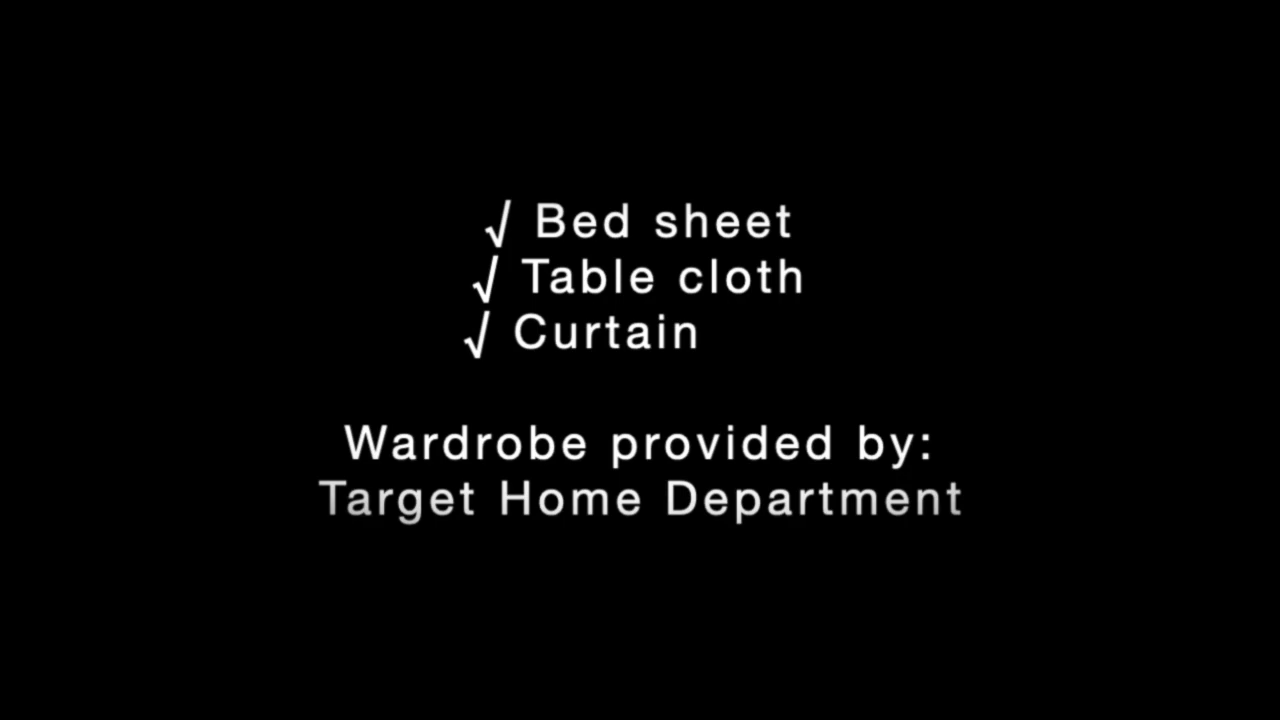 √ Bed sheet
√ Table cloth
√ Curtain
Wardrobe provided by:
Target Home Department